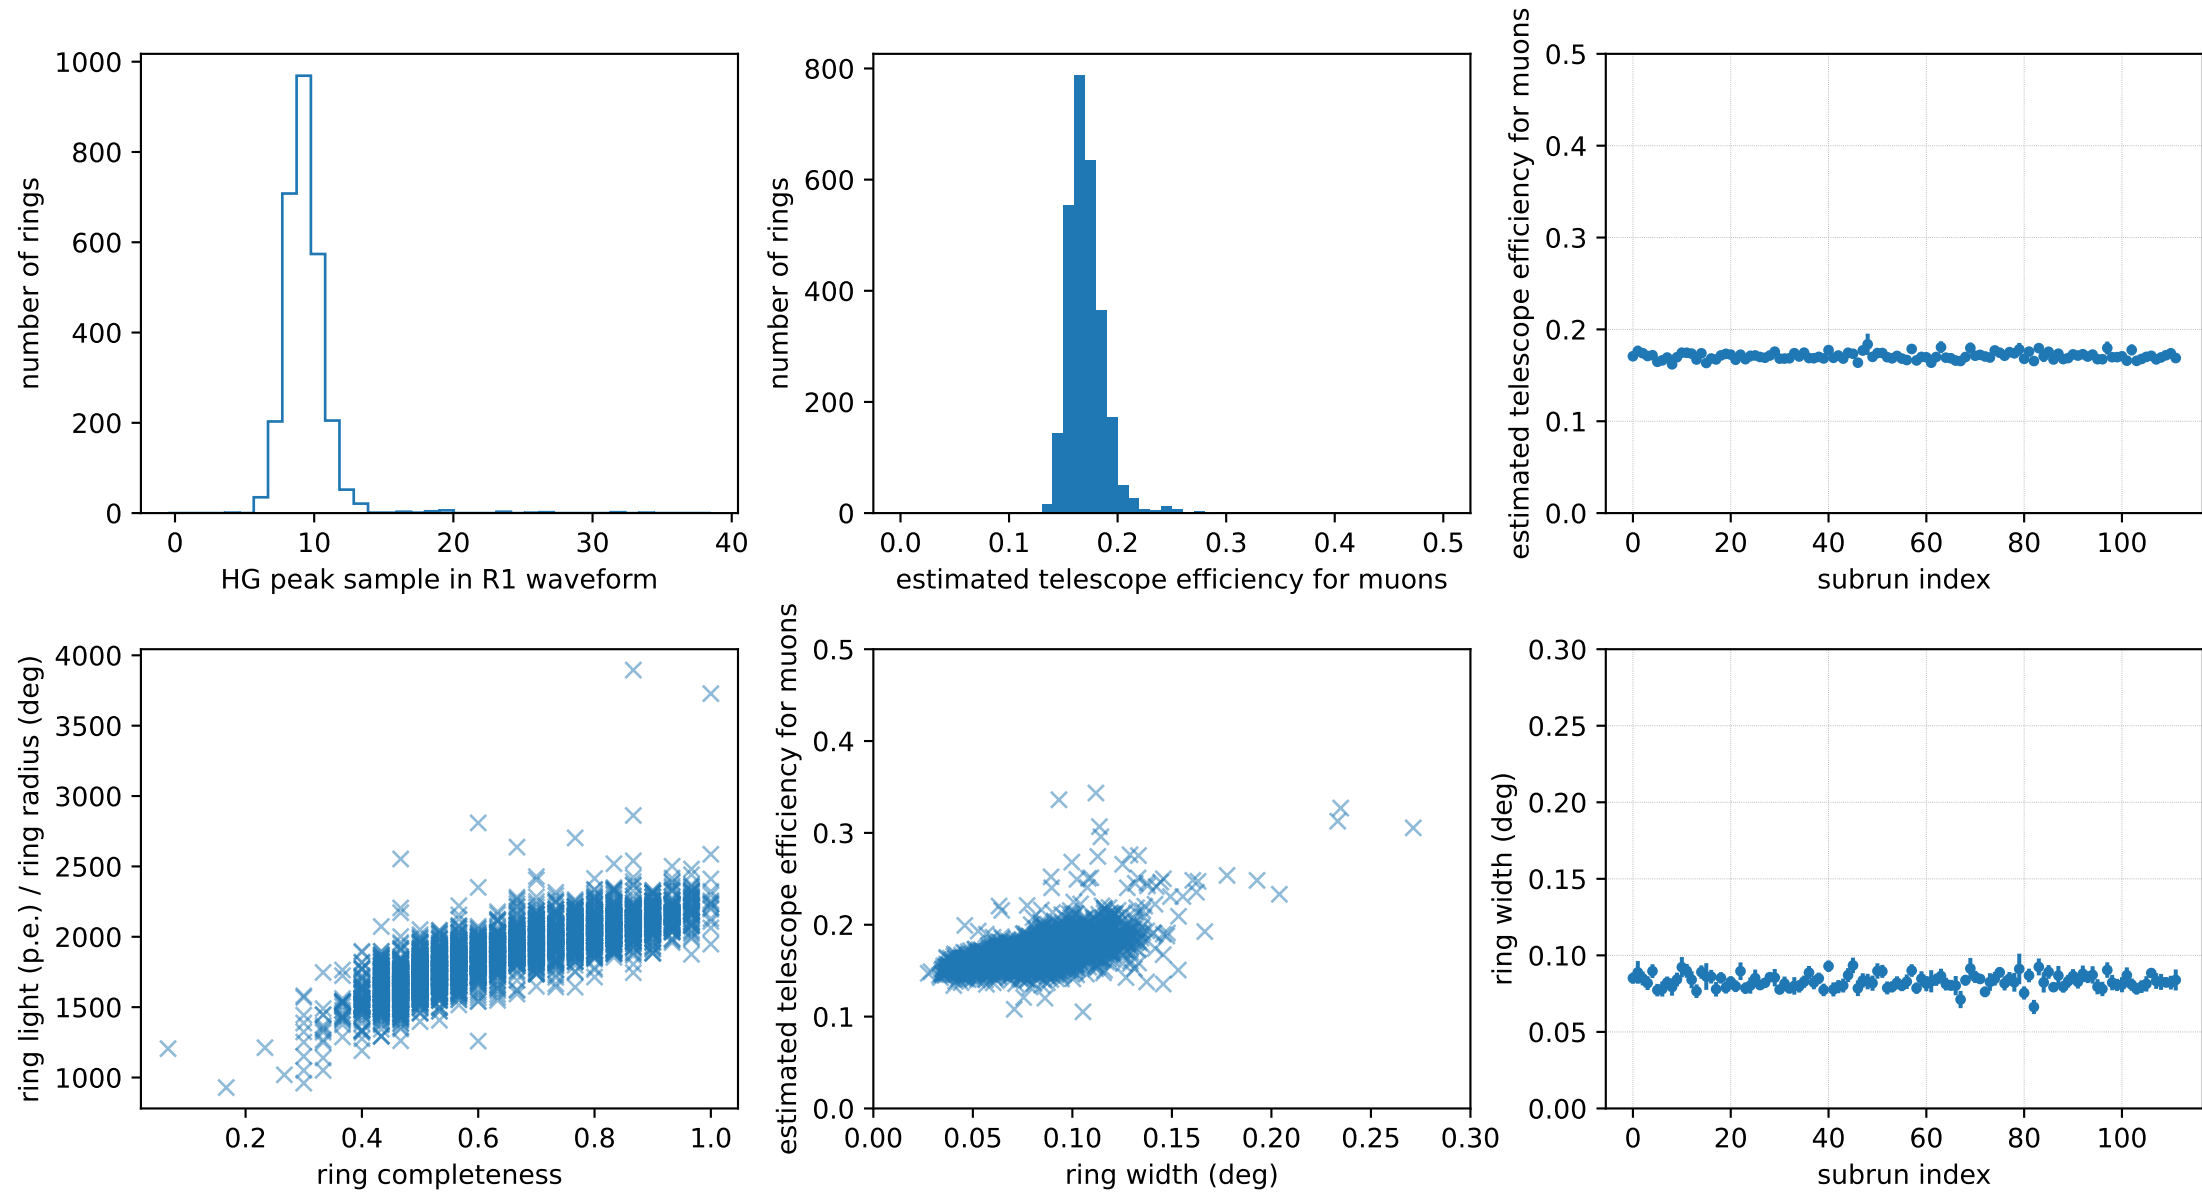 1000
800
600
400
200
0
0 10 20 30 40
number of rings
HG peak sample in R1 waveform
800
600
400
200
0
0.0 0.1 0.2 0.3 0.4 0.5
number of rings
estimated telescope efficiency for muons
0.5
0.4
0.3
0.2
0.1
0.0
0 20 40 60 80 100
estimated telescope efficiency for muons
subrun index
4000
3500
3000
2500
2000
1500
1000
0.2 0.4 0.6 0.8 1.0
ring light (p.e.) / ring radius (deg)
ring completeness
0.5
0.4
0.3
0.2
0.1
0.0
0.00 0.05 0.10 0.15 0.20 0.25 0.30
estimated telescope efficiency for muons
ring width (deg)
0.30
0.25
0.20
0.15
0.10
0.05
0.00
0 20 40 60 80 100
ring width (deg)
subrun index